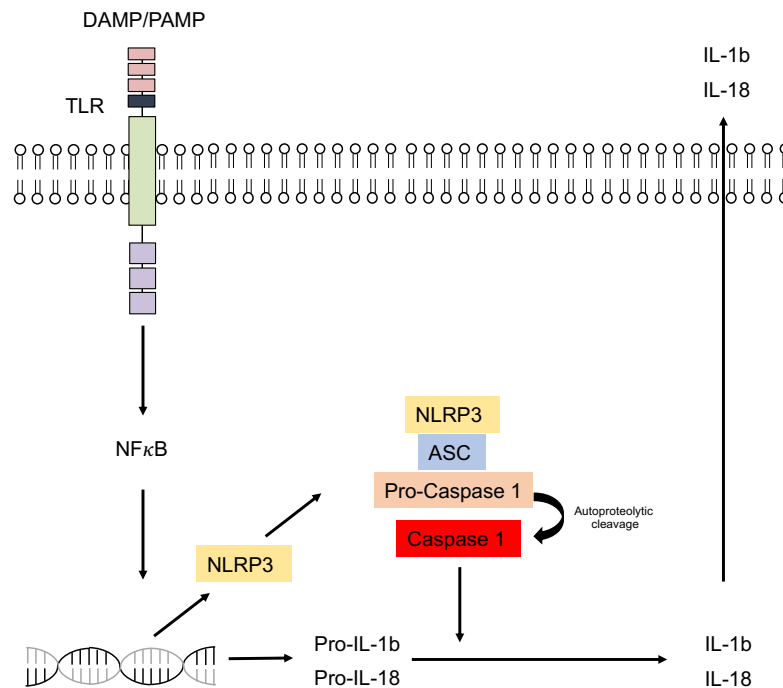 DAMP/PAMP
TLR
IL-1b
IL-18
NFκB
NLRP3
ASC
Pro-Caspase 1
Autoproteolytic
cleavage
Caspase 1
NLRP3
Pro-IL-1b
Pro-IL-18
IL-1b
IL-18